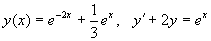 y(x) = e^{-2x} + \frac{1}{3}e^{x}, y' + 2y = e^{x}